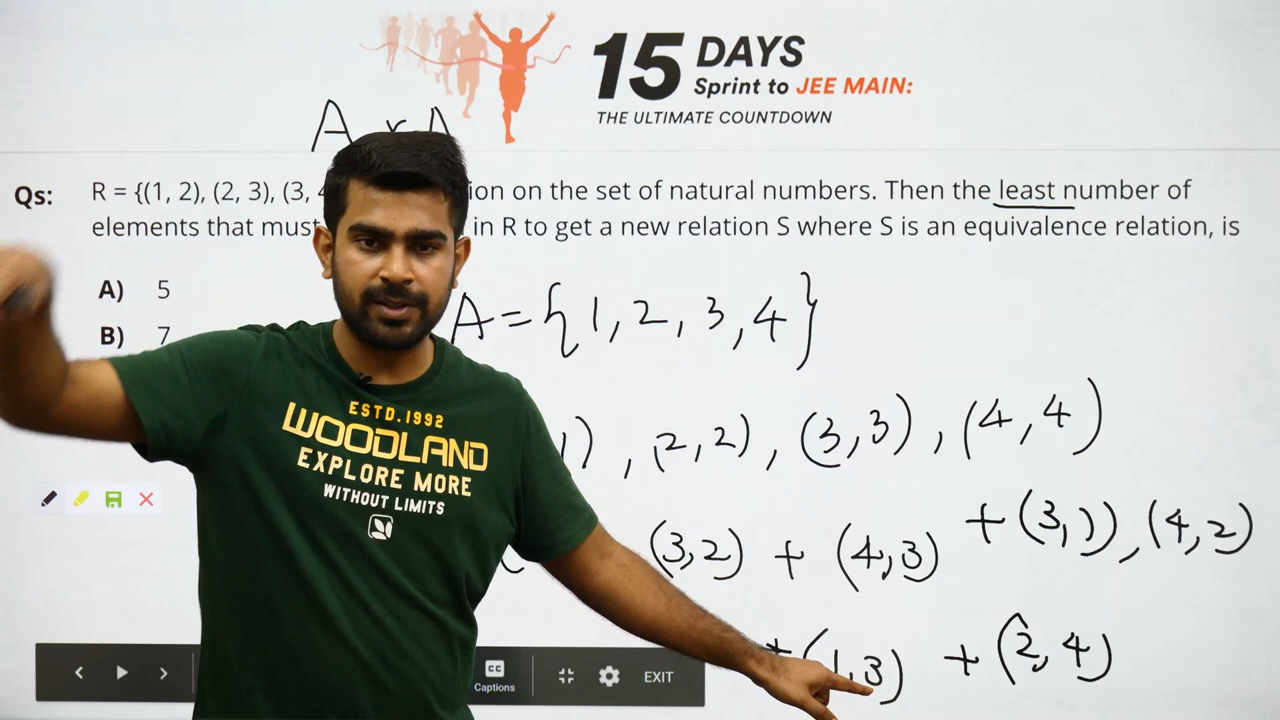 15 DAYS
Sprint to JEE MAIN:
THE ULTIMATE COUNTDOWN
A × A
Qs: R = {(1, 2), (2, 3), (3, on the set of natural numbers. Then the least number of
elements that must in R to get a new relation S where S is an equivalence relation, is
A) 5
B) 7
A = {1, 2, 3, 4}
1), (2,2), (3,3), (4,4)
(3,2) + (4,3) + (3,1), (4,2)
+ (1,3) + (2,4)
ESTD.1992
WOODLAND
EXPLORE MORE
WITHOUT LIMITS
Captions
EXIT